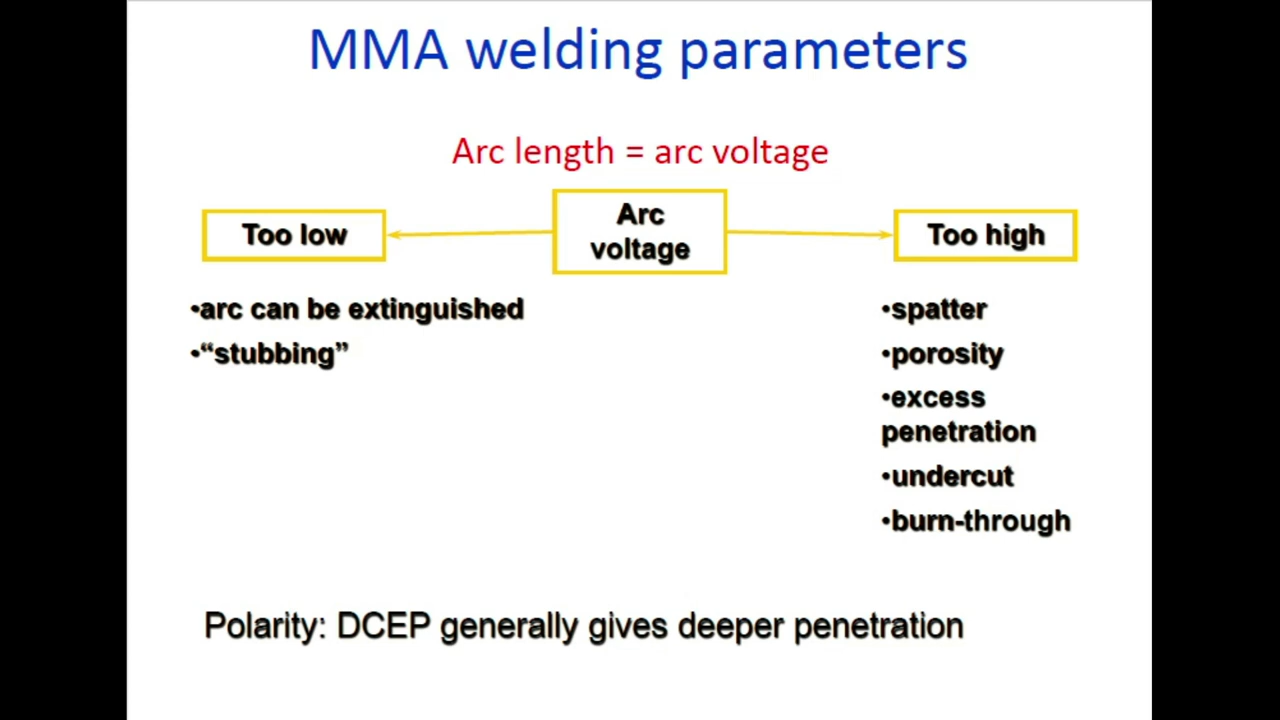 MMA welding parameters
Arc length = arc voltage
Too low
Arc
voltage
Too high
•arc can be extinguished
•“stubbing”
•spatter
•porosity
•excess
penetration
•undercut
•burn-through
Polarity: DCEP generally gives deeper penetration